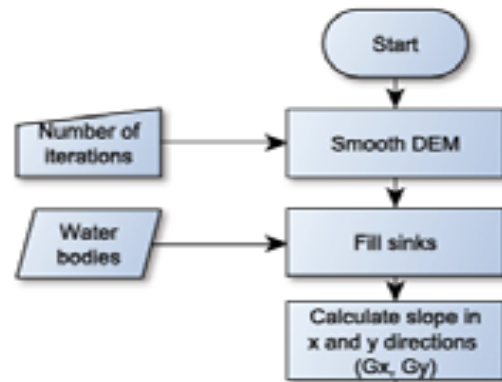 Start
Number of
iterations
Smooth DEM
Water
bodies
Fill sinks
Calculate slope in
x and y directions
(Gx, Gy)